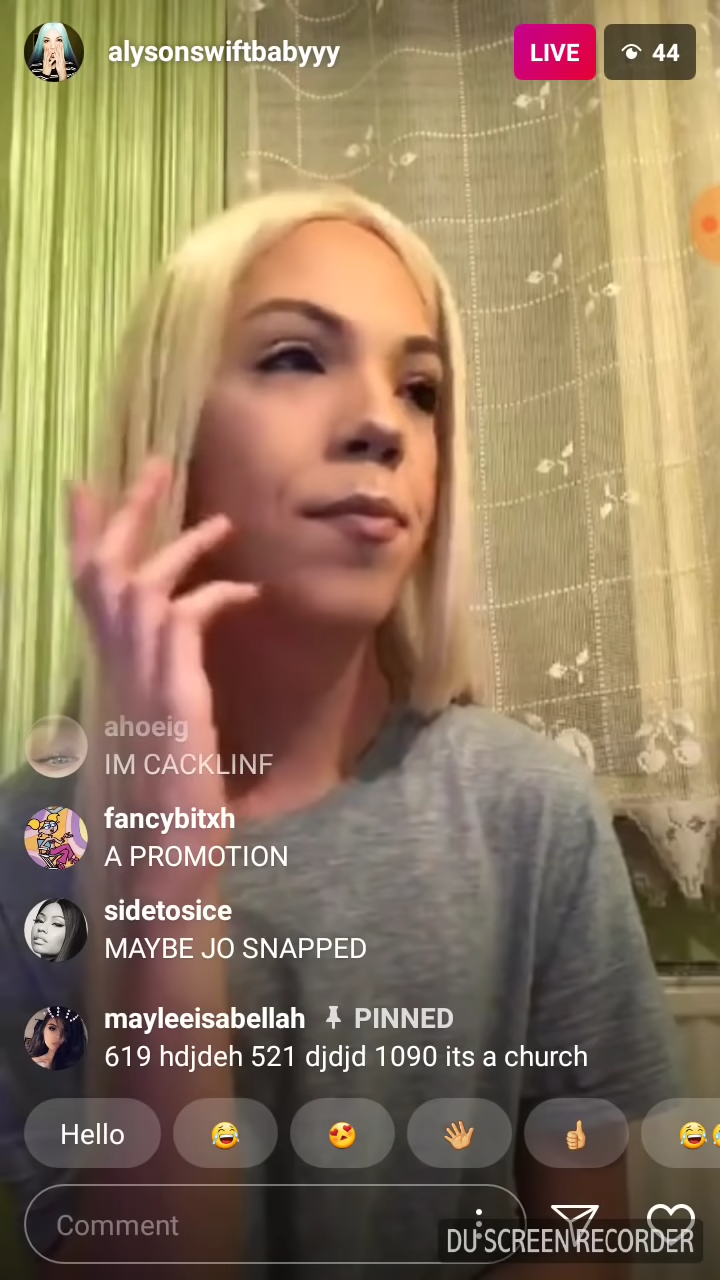 alysonswiftbabyyy
LIVE
44
ahoeig
IM CACKLINF
fancybitxh
A PROMOTION
sidetosice
MAYBE JO SNAPPED
mayleeisabellah PINNED
619 hdjdeh 521 djdjd 1090 its a church
Hello
Comment
DU SCREEN RECORDER